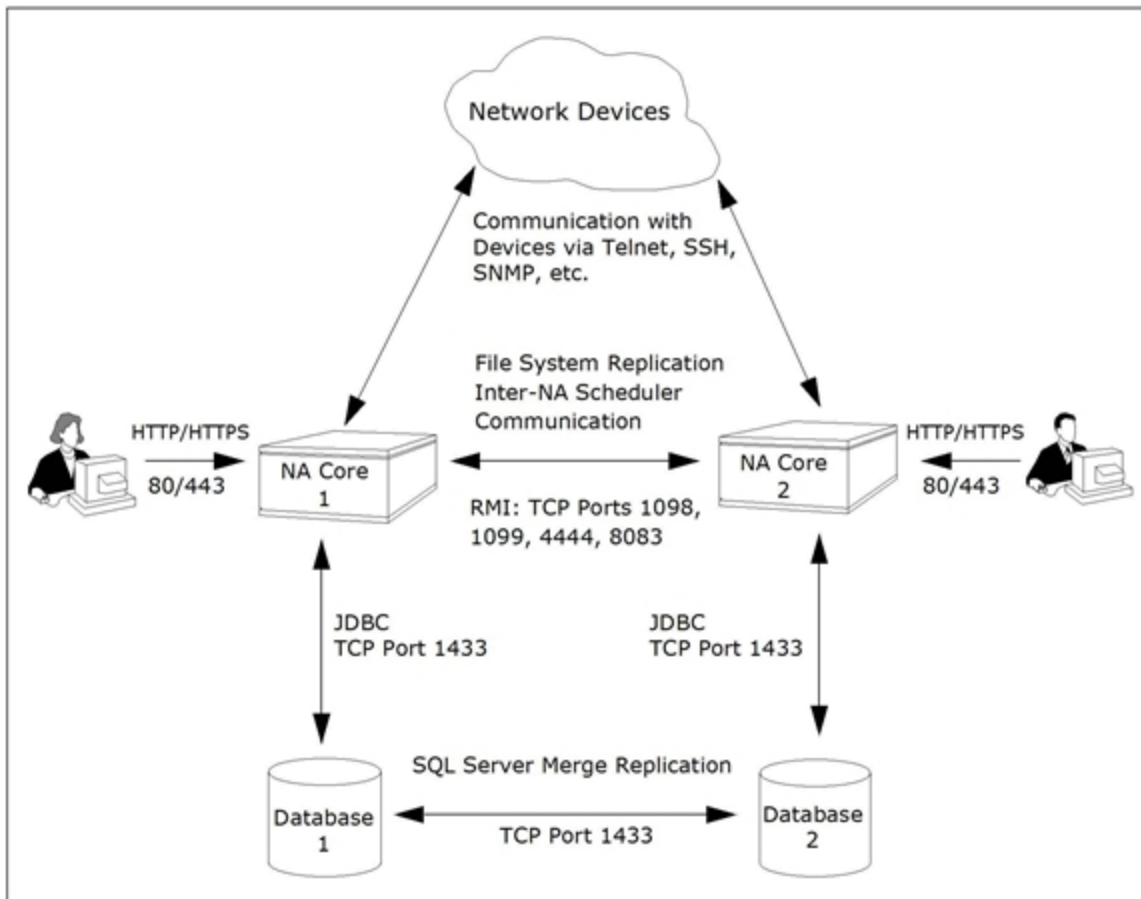 Network Devices
Communication with
Devices via Telnet, SSH,
SNMP, etc.
File System Replication
Inter-NA Scheduler
Communication
HTTP/HTTPS
80/443
NA Core
1
RMI: TCP Ports 1098,
1099, 4444, 8083
NA Core
2
HTTP/HTTPS
80/443
JDBC
TCP Port 1433
JDBC
TCP Port 1433
SQL Server Merge Replication
Database
1
TCP Port 1433
Database
2